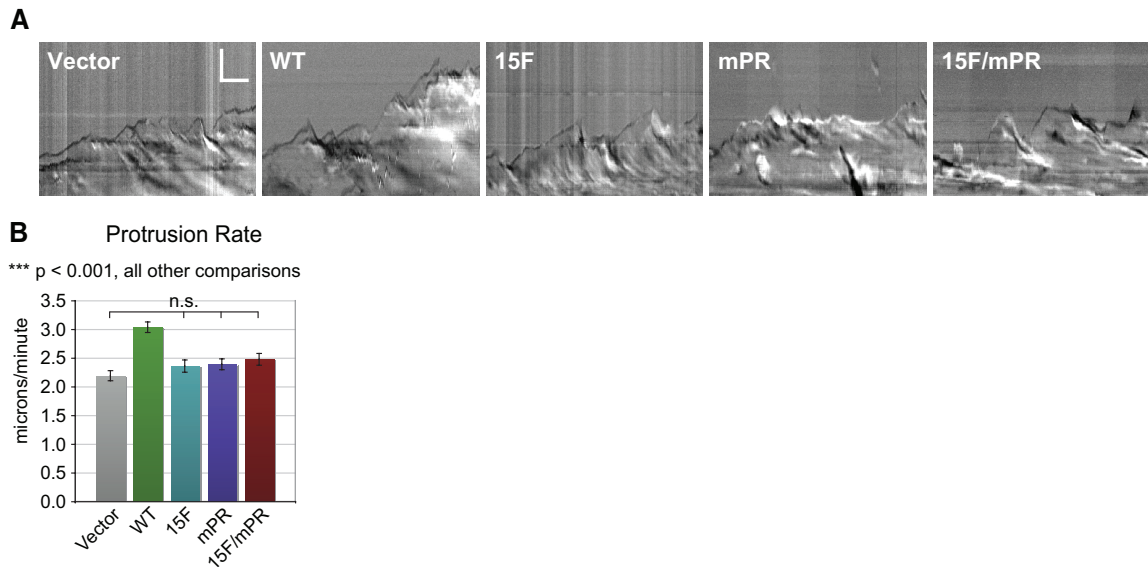 A
Vector
WT
15F
mPR
15F/mPR
B
Protrusion Rate
*** p < 0.001, all other comparisons
n.s.
3.5
3.0
2.5
2.0
1.5
1.0
0.5
0.0
microns/minute
Vector
WT
15F
mPR
15F/mPR